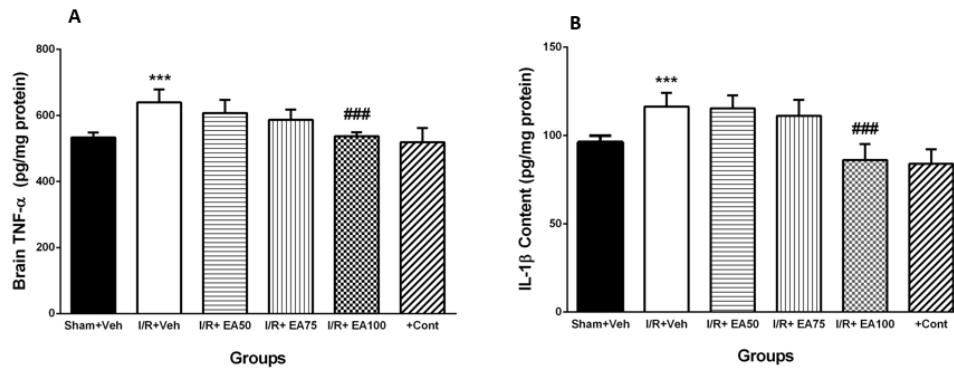 A
Brain TNF-α (pg/mg protein)
800
600
400
200
0
***
###
Sham+Veh I/R+Veh I/R+ EA50 I/R+ EA75 I/R+ EA100 +Cont
Groups
B
IL-1β Content (pg/mg protein)
150
100
50
0
***
###
Sham+Veh I/R+Veh I/R+ EA50 I/R+ EA75 I/R+ EA100 +Cont
Groups